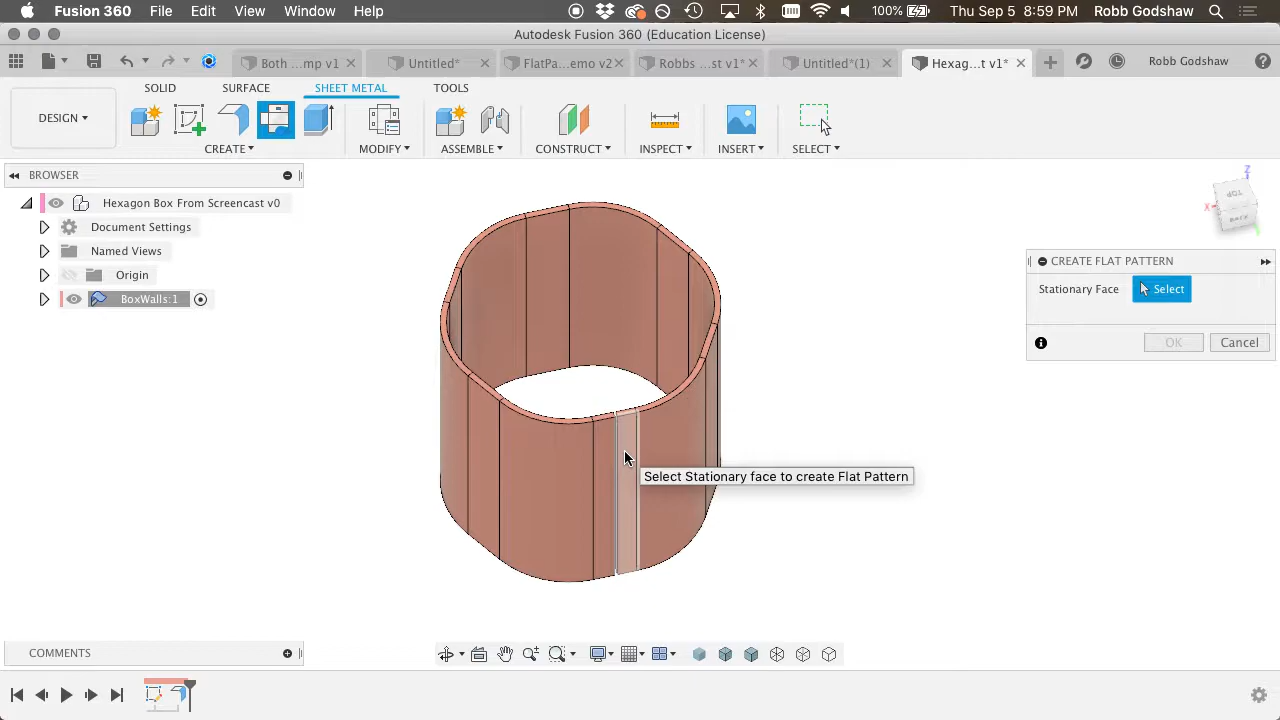 Fusion 360 File Edit View Window Help 100% Thu Sep 5 8:59 PM Robb Godshaw
Autodesk Fusion 360 (Education License)
Both ...mp v1 Untitled* FlatPa...emo v2* Robbs ...st v1* Untitled*(1) Hexag...t v1* Robb Godshaw
SOLID SURFACE SHEET METAL TOOLS
DESIGN
CREATE MODIFY ASSEMBLE CONSTRUCT INSPECT INSERT SELECT
BROWSER
Hexagon Box From Screencast v0
Document Settings
Named Views
Origin
BoxWalls:1
Z
X
TOP
BACK
CREATE FLAT PATTERN
Stationary Face Select
OK Cancel
Select Stationary face to create Flat Pattern
COMMENTS